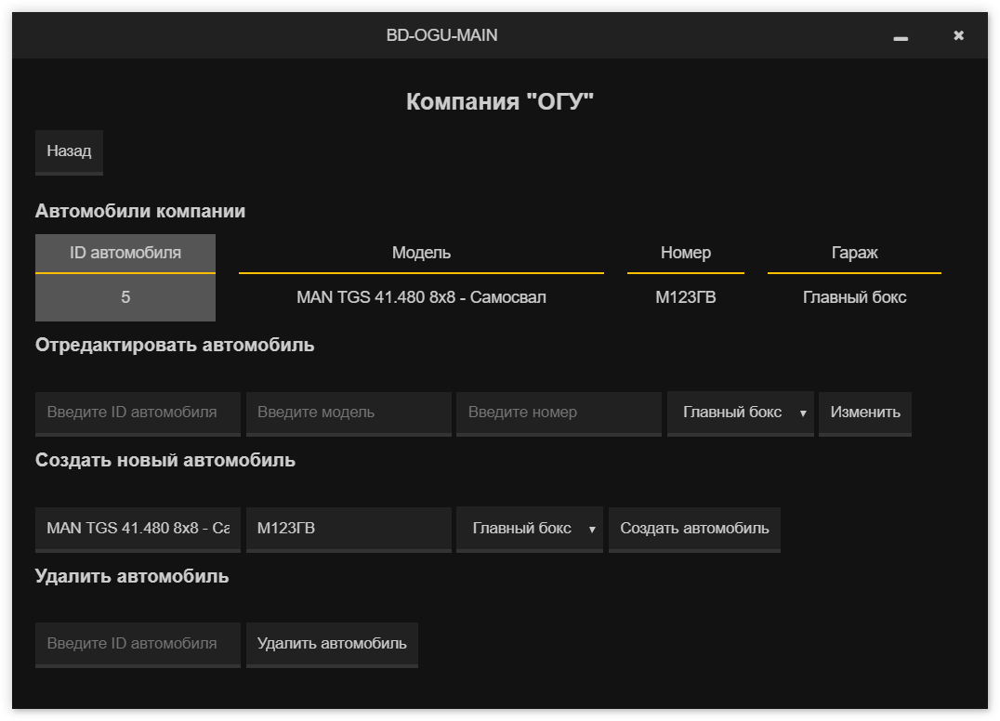 BD-OGU-MAIN
Компания "ОГУ"
Назад
Автомобили компании
ID автомобиля Модель Номер Гараж
5 MAN TGS 41.480 8x8 - Самосвал М123ГВ Главный бокс
Отредактировать автомобиль
Введите ID автомобиля Введите модель Введите номер Главный бокс Изменить
Создать новый автомобиль
MAN TGS 41.480 8x8 - Са М123ГВ Главный бокс Создать автомобиль
Удалить автомобиль
Введите ID автомобиля Удалить автомобиль